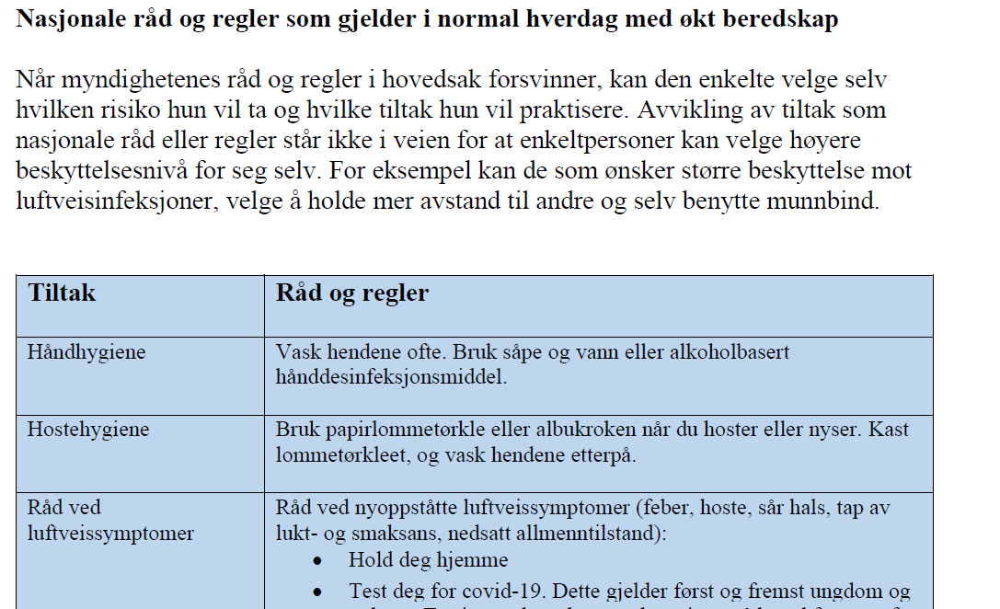 Nasjonale råd og regler som gjelder i normal hverdag med økt beredskap
Når myndighetenes råd og regler i hovedsak forsvinner, kan den enkelte velge selv
hvilken risiko hun vil ta og hvilke tiltak hun vil praktisere. Avvikling av tiltak som
nasjonale råd eller regler står ikke i veien for at enkeltpersoner kan velge høyere
beskyttelsesnivå for seg selv. For eksempel kan de som ønsker større beskyttelse mot
luftveisinfeksjoner, velge å holde mer avstand til andre og selv benytte munnbind.
Tiltak
Råd og regler
Håndhygiene
Vask hendene ofte. Bruk såpe og vann eller alkoholbasert
hånddesinfeksjonsmiddel.
Hostehygiene
Bruk papirlommetørkle eller albukroken når du hoster eller nyser. Kast
lommetørkleet, og vask hendene etterpå.
Råd ved
luftveissymptomer
Råd ved nyoppståtte luftveissymptomer (feber, hoste, sår hals, tap av
lukt- og smaksans, nedsatt allmenntilstand):
• Hold deg hjemme
• Test deg for covid-19. Dette gjelder først og fremst ungdom og